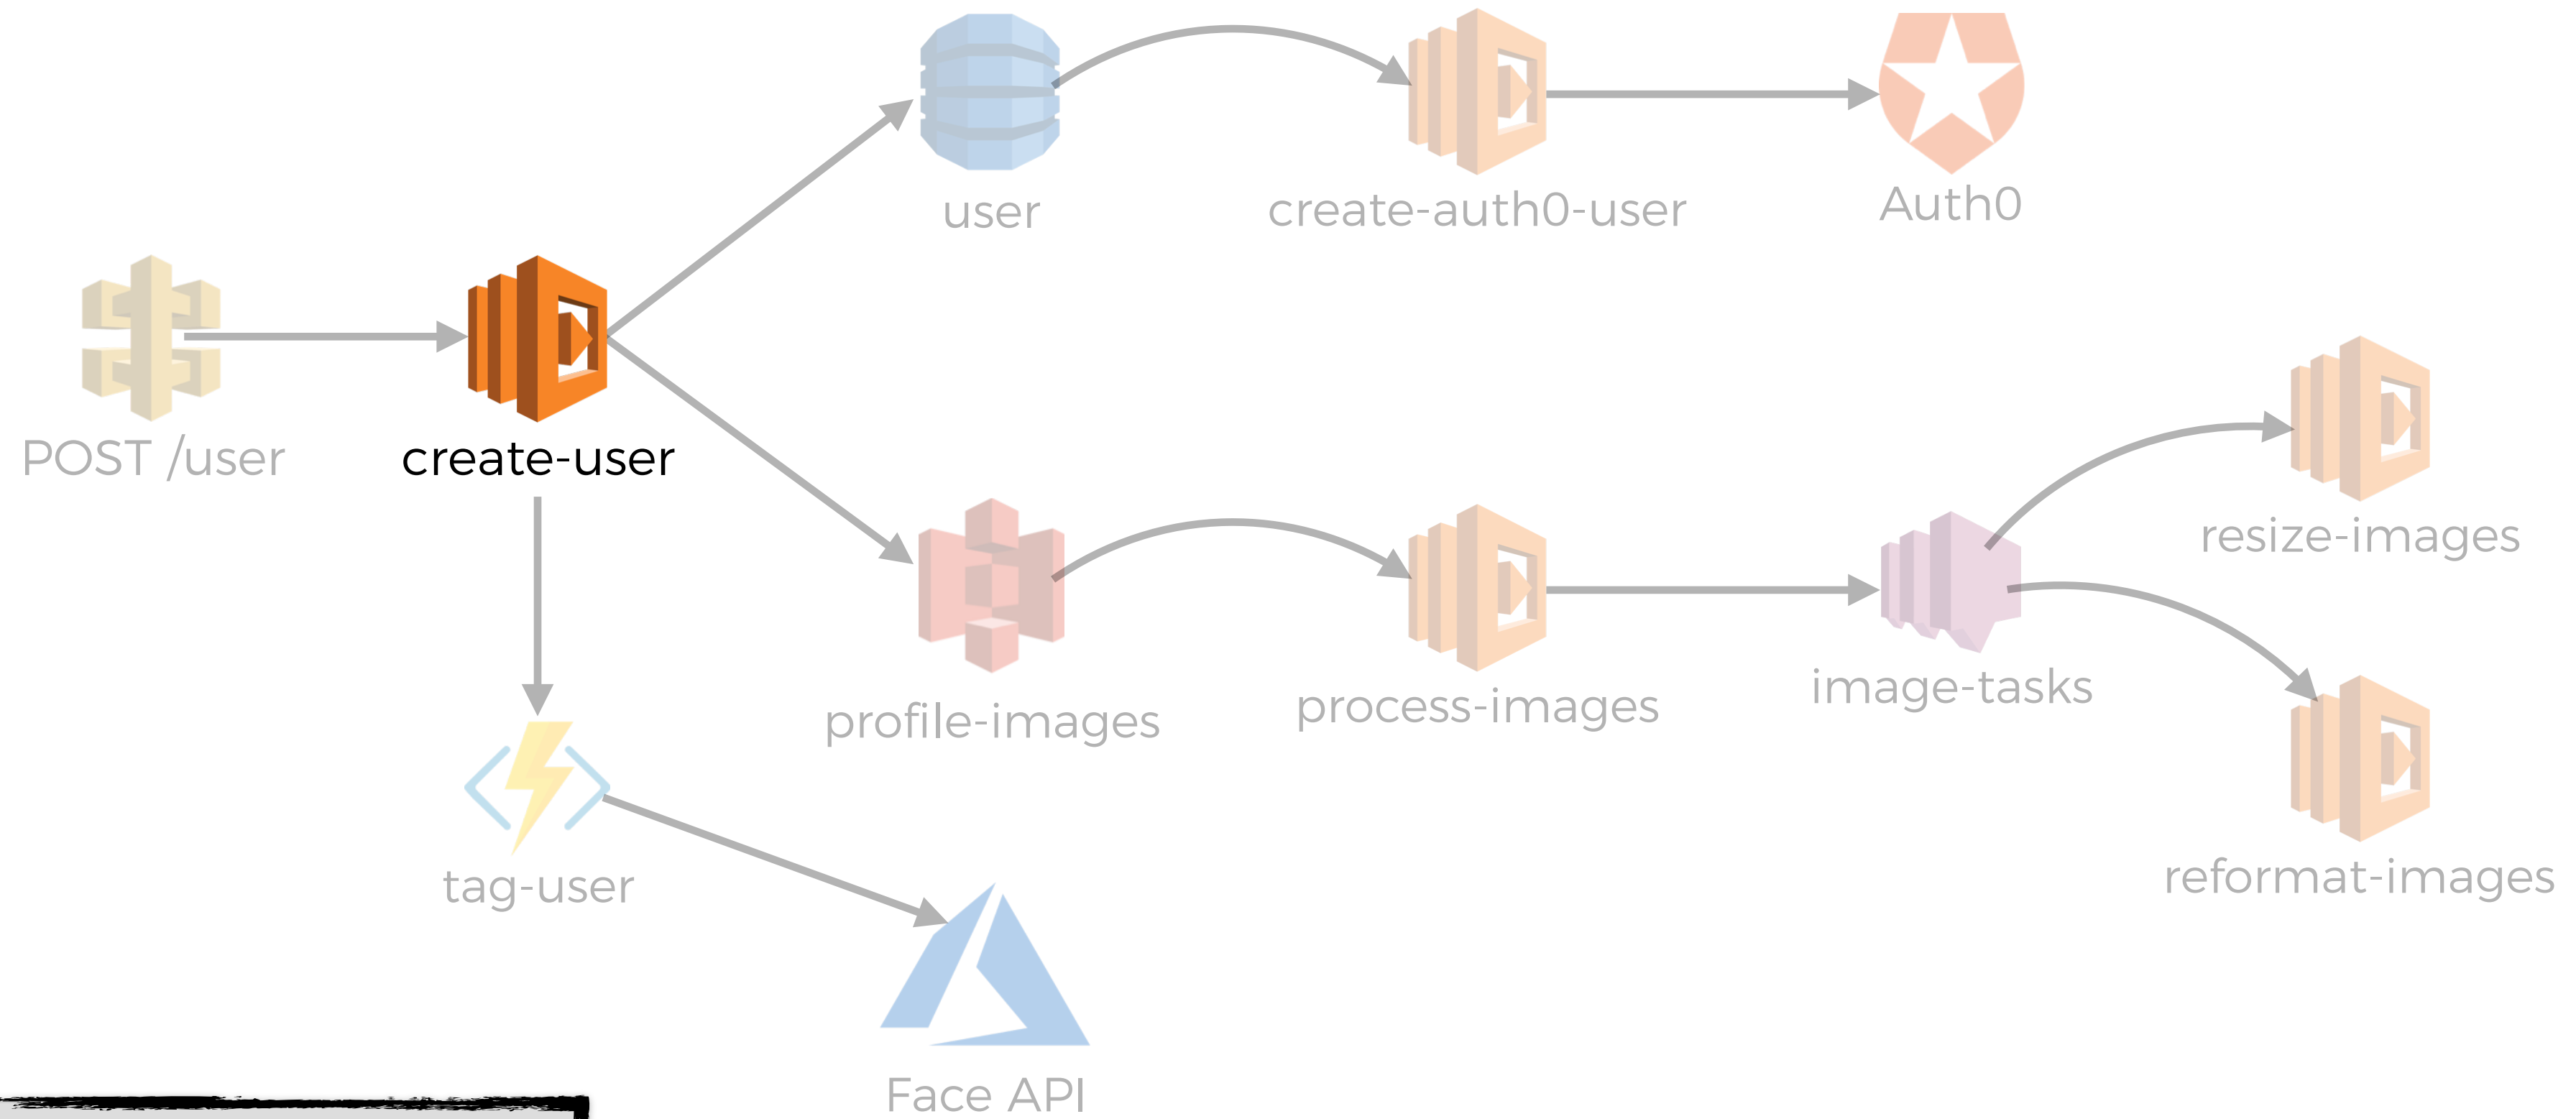 user
create-auth0-user
Auth0
POST /user
create-user
resize-images
profile-images
process-images
image-tasks
tag-user
reformat-images
Face API